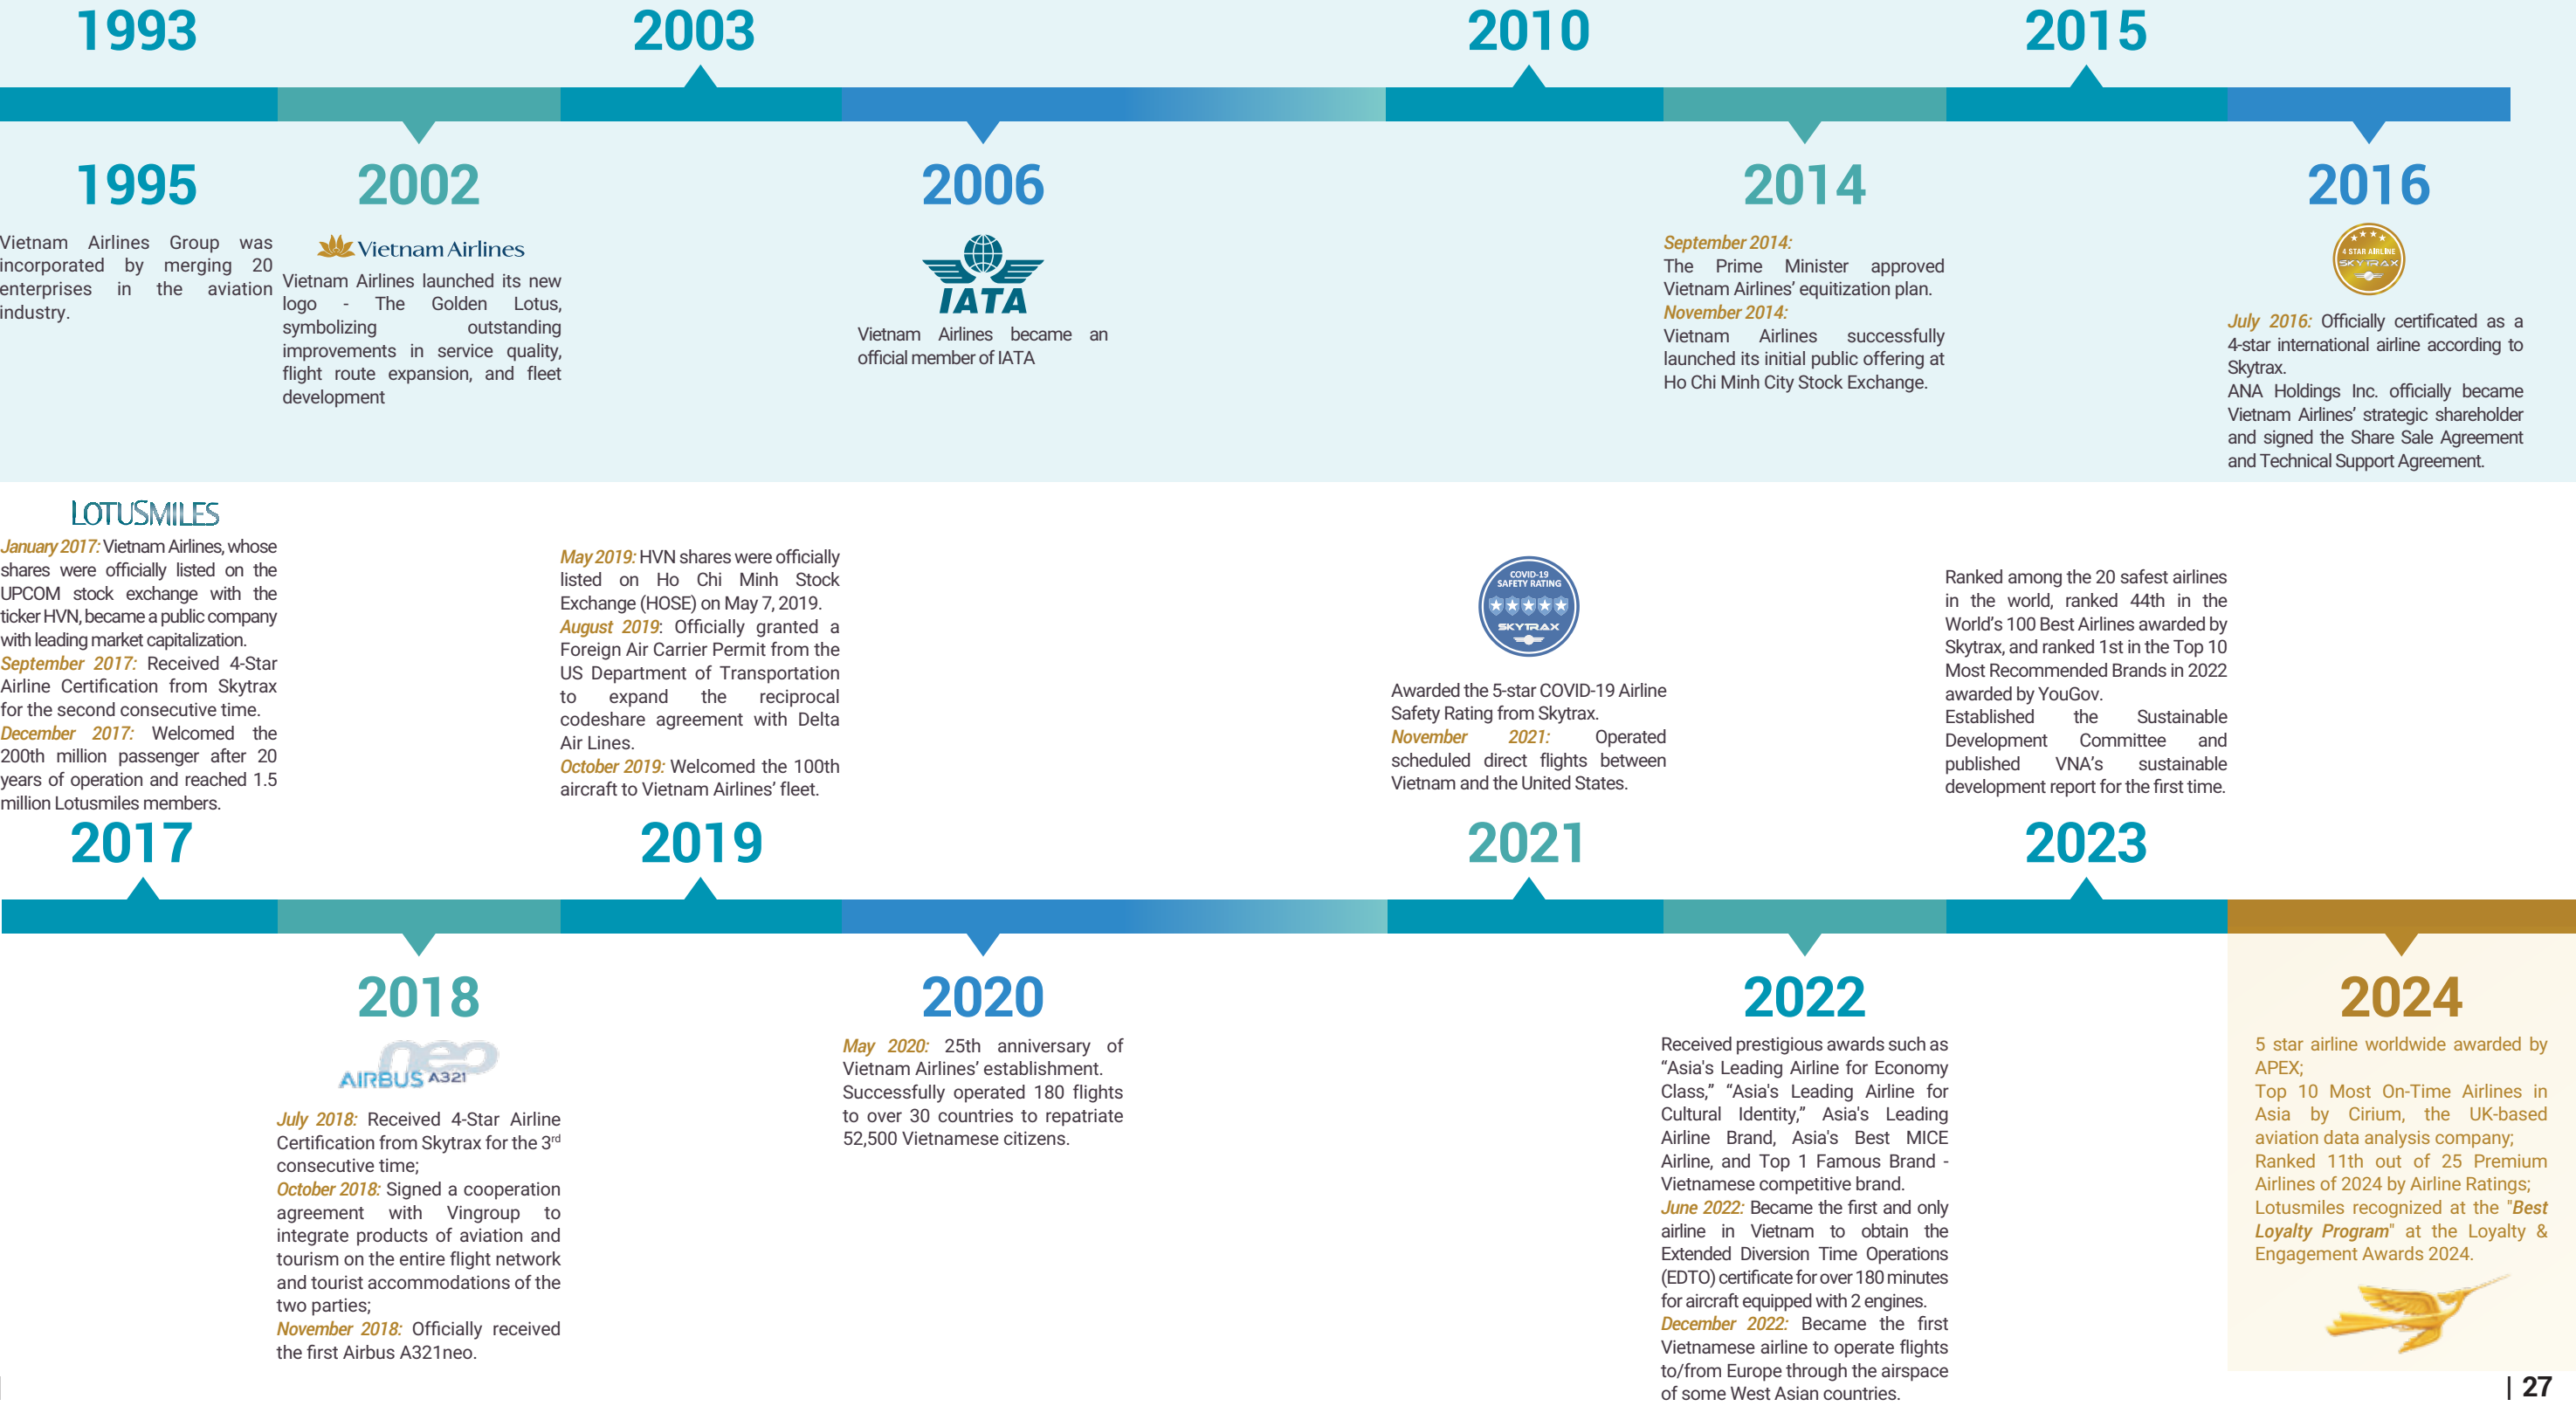 1993
2003
2010
2015
1995
Vietnam Airlines Group was
incorporated by merging 20
enterprises in the aviation
industry.
2002
Vietnam Airlines
Vietnam Airlines launched its new
logo - The Golden Lotus,
symbolizing outstanding
improvements in service quality,
flight route expansion, and fleet
development
2006
IATA
Vietnam Airlines became an
official member of IATA
2014
September 2014:
The Prime Minister approved
Vietnam Airlines’ equitization plan.
November 2014:
Vietnam Airlines successfully
launched its initial public offering at
Ho Chi Minh City Stock Exchange.
2016
4 STAR AIRLINE
SKYTRAX
July 2016: Officially certificated as a
4-star international airline according to
Skytrax.
ANA Holdings Inc. officially became
Vietnam Airlines’ strategic shareholder
and signed the Share Sale Agreement
and Technical Support Agreement.
LOTUSMILES
January 2017: Vietnam Airlines, whose
shares were officially listed on the
UPCOM stock exchange with the
ticker HVN, became a public company
with leading market capitalization.
September 2017: Received 4-Star
Airline Certification from Skytrax
for the second consecutive time.
December 2017: Welcomed the
200th million passenger after 20
years of operation and reached 1.5
million Lotusmiles members.
2017
May 2019: HVN shares were officially
listed on Ho Chi Minh Stock
Exchange (HOSE) on May 7, 2019.
August 2019: Officially granted a
Foreign Air Carrier Permit from the
US Department of Transportation
to expand the reciprocal
codeshare agreement with Delta
Air Lines.
October 2019: Welcomed the 100th
aircraft to Vietnam Airlines’ fleet.
2019
COVID-19
SAFETY RATING
SKYTRAX
Awarded the 5-star COVID-19 Airline
Safety Rating from Skytrax.
November 2021: Operated
scheduled direct flights between
Vietnam and the United States.
2021
Ranked among the 20 safest airlines
in the world, ranked 44th in the
World’s 100 Best Airlines awarded by
Skytrax, and ranked 1st in the Top 10
Most Recommended Brands in 2022
awarded by YouGov.
Established the Sustainable
Development Committee and
published VNA’s sustainable
development report for the first time.
2023
2018
neo
AIRBUS A321
July 2018: Received 4-Star Airline
Certification from Skytrax for the 3rd
consecutive time;
October 2018: Signed a cooperation
agreement with Vingroup to
integrate products of aviation and
tourism on the entire flight network
and tourist accommodations of the
two parties;
November 2018: Officially received
the first Airbus A321neo.
2020
May 2020: 25th anniversary of
Vietnam Airlines’ establishment.
Successfully operated 180 flights
to over 30 countries to repatriate
52,500 Vietnamese citizens.
2022
Received prestigious awards such as
“Asia's Leading Airline for Economy
Class,” “Asia's Leading Airline for
Cultural Identity,” Asia's Leading
Airline Brand, Asia's Best MICE
Airline, and Top 1 Famous Brand -
Vietnamese competitive brand.
June 2022: Became the first and only
airline in Vietnam to obtain the
Extended Diversion Time Operations
(EDTO) certificate for over 180 minutes
for aircraft equipped with 2 engines.
December 2022: Became the first
Vietnamese airline to operate flights
to/from Europe through the airspace
of some West Asian countries.
2024
5 star airline worldwide awarded by
APEX;
Top 10 Most On-Time Airlines in
Asia by Cirium, the UK-based
aviation data analysis company;
Ranked 11th out of 25 Premium
Airlines of 2024 by Airline Ratings;
Lotusmiles recognized at the "Best
Loyalty Program" at the Loyalty &
Engagement Awards 2024.
| 27